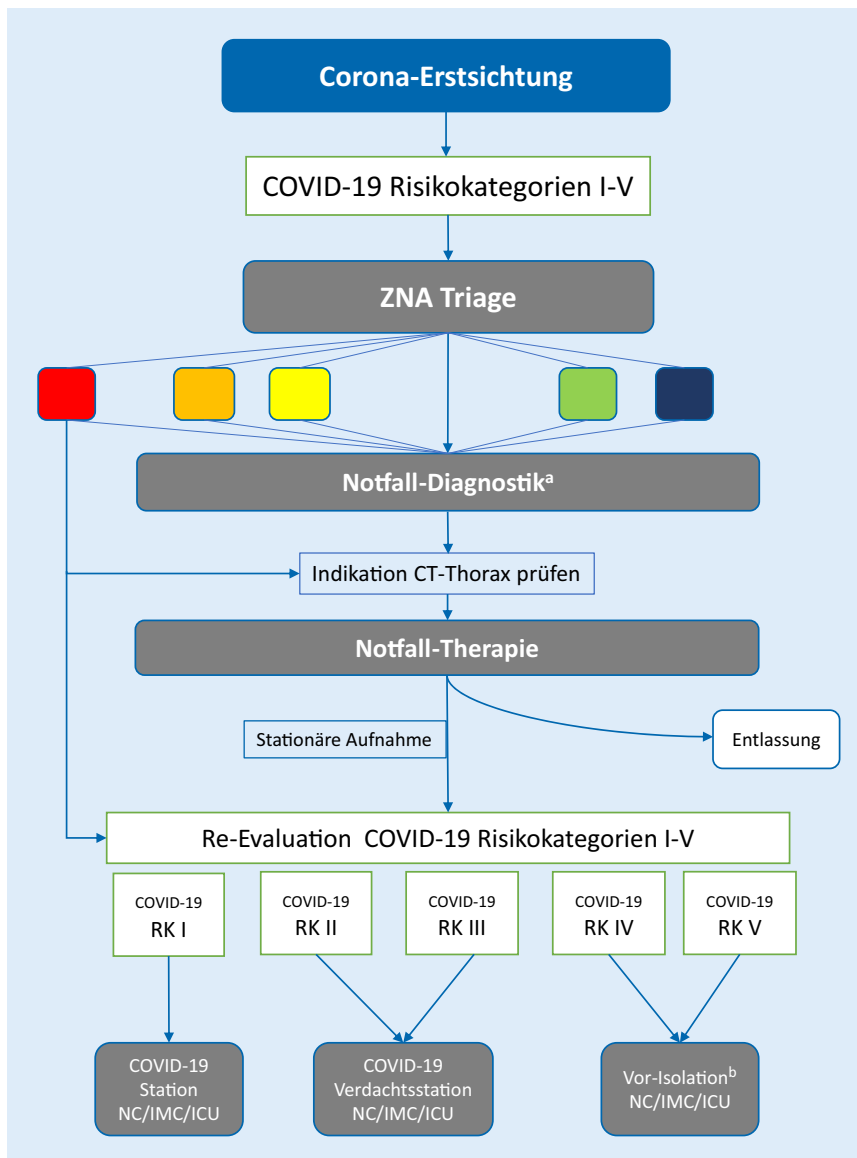 Corona-Erstsichtung
COVID-19 Risikokategorien I-V
ZNA Triage
Notfall-Diagnostikᵃ
Indikation CT-Thorax prüfen
Notfall-Therapie
Stationäre Aufnahme
Entlassung
Re-Evaluation COVID-19 Risikokategorien I-V
COVID-19
RK I
COVID-19
RK II
COVID-19
RK III
COVID-19
RK IV
COVID-19
RK V
COVID-19
Station
NC/IMC/ICU
COVID-19
Verdachtsstation
NC/IMC/ICU
Vor-Isolationᵇ
NC/IMC/ICU